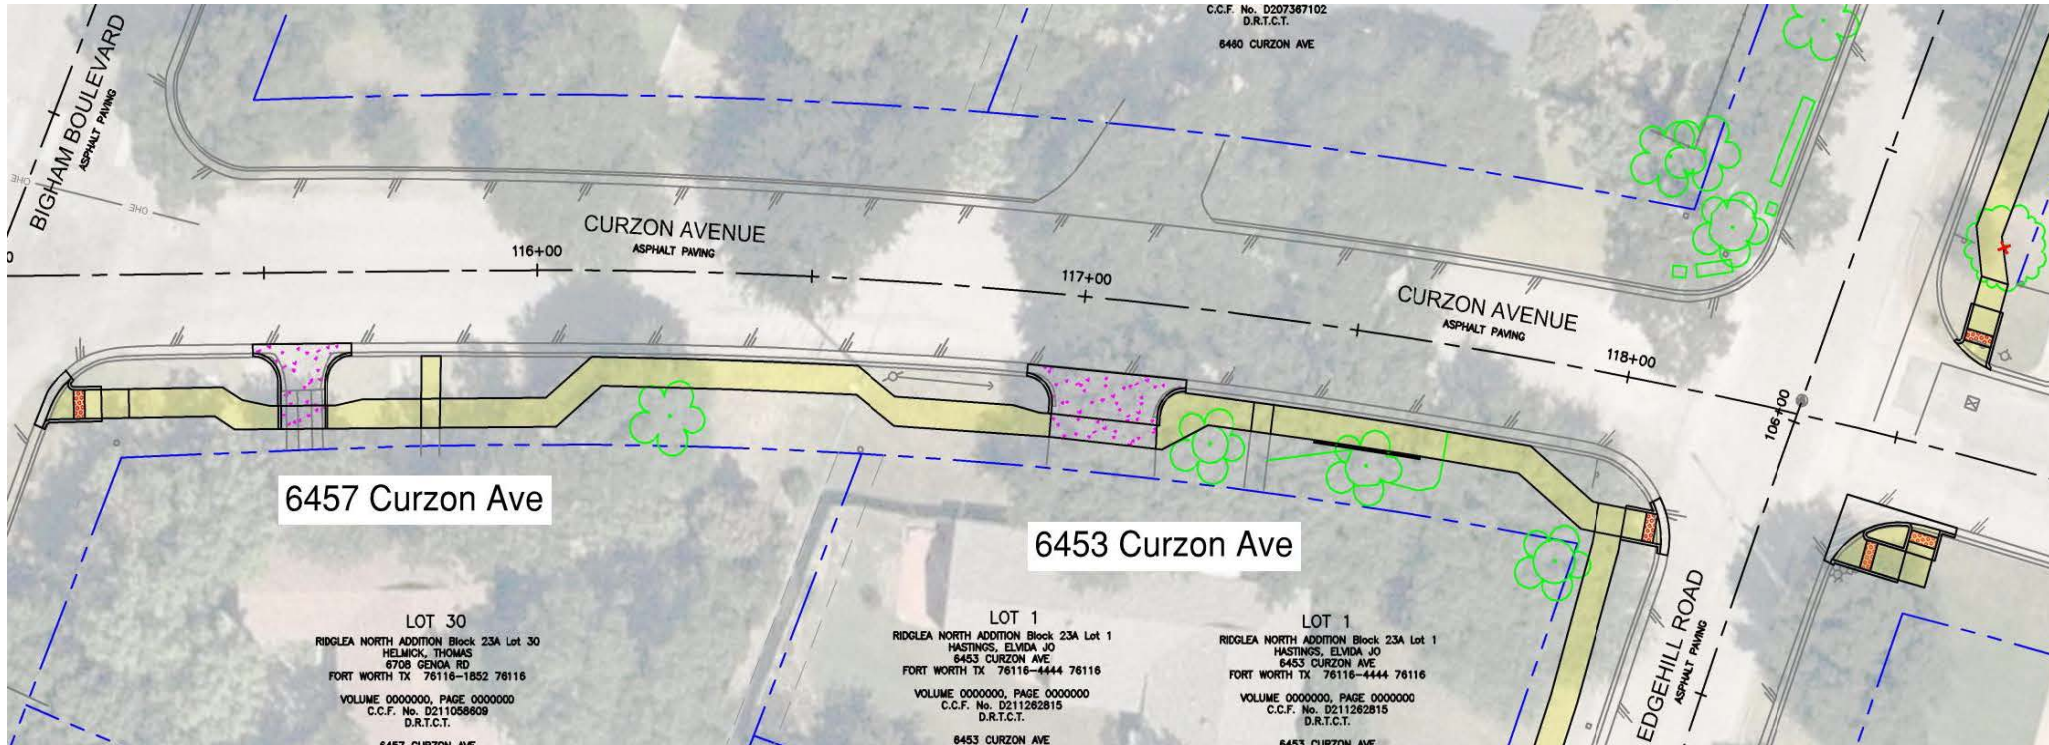 C.C.F. No. D207367102
D.R.T.C.T.
6460 CURZON AVE
BIGHAM BOULEVARD
ASPHALT PAVING
OHE
OHE
0
116+00
CURZON AVENUE
ASPHALT PAVING
117+00
CURZON AVENUE
ASPHALT PAVING
118+00
106+00
6457 Curzon Ave
6453 Curzon Ave
EDGEHILL ROAD
ASPHALT PAVING
LOT 30
RIDGLEA NORTH ADDITION Block 23A Lot 30
HELMICK, THOMAS
6708 GENOA RD
FORT WORTH TX 76116-1852 76116
VOLUME 0000000, PAGE 0000000
C.C.F. No. D211058609
D.R.T.C.T.
6457 CURZON AVE
LOT 1
RIDGLEA NORTH ADDITION Block 23A Lot 1
HASTINGS, ELVIDA JO
6453 CURZON AVE
FORT WORTH TX 76116-4444 76116
VOLUME 0000000, PAGE 0000000
C.C.F. No. D211262815
D.R.T.C.T.
6453 CURZON AVE
LOT 1
RIDGLEA NORTH ADDITION Block 23A Lot 1
HASTINGS, ELVIDA JO
6453 CURZON AVE
FORT WORTH TX 76116-4444 76116
VOLUME 0000000, PAGE 0000000
C.C.F. No. D211262815
D.R.T.C.T.
6453 CURZON AVE